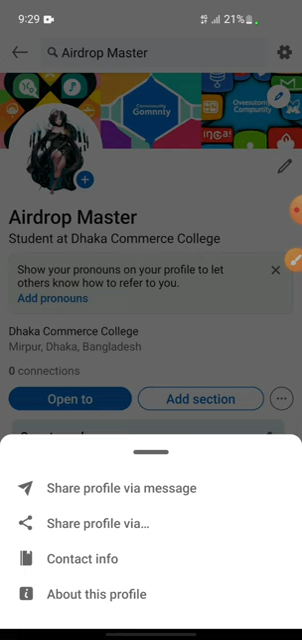 9:29
21%
Airdrop Master
Gomnnity
Airdrop Master
Student at Dhaka Commerce College
Show your pronouns on your profile to let
others know how to refer to you.
Add pronouns
Dhaka Commerce College
Mirpur, Dhaka, Bangladesh
0 connections
Open to
Add section
Share profile via message
Share profile via...
Contact info
About this profile